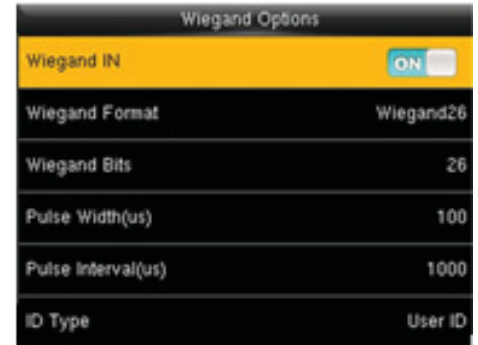 Wiegand Options
Wiegand IN ON
Wiegand Format Wiegand26
Wiegand Bits 26
Pulse Width(us) 100
Pulse Interval(us) 1000
ID Type User ID